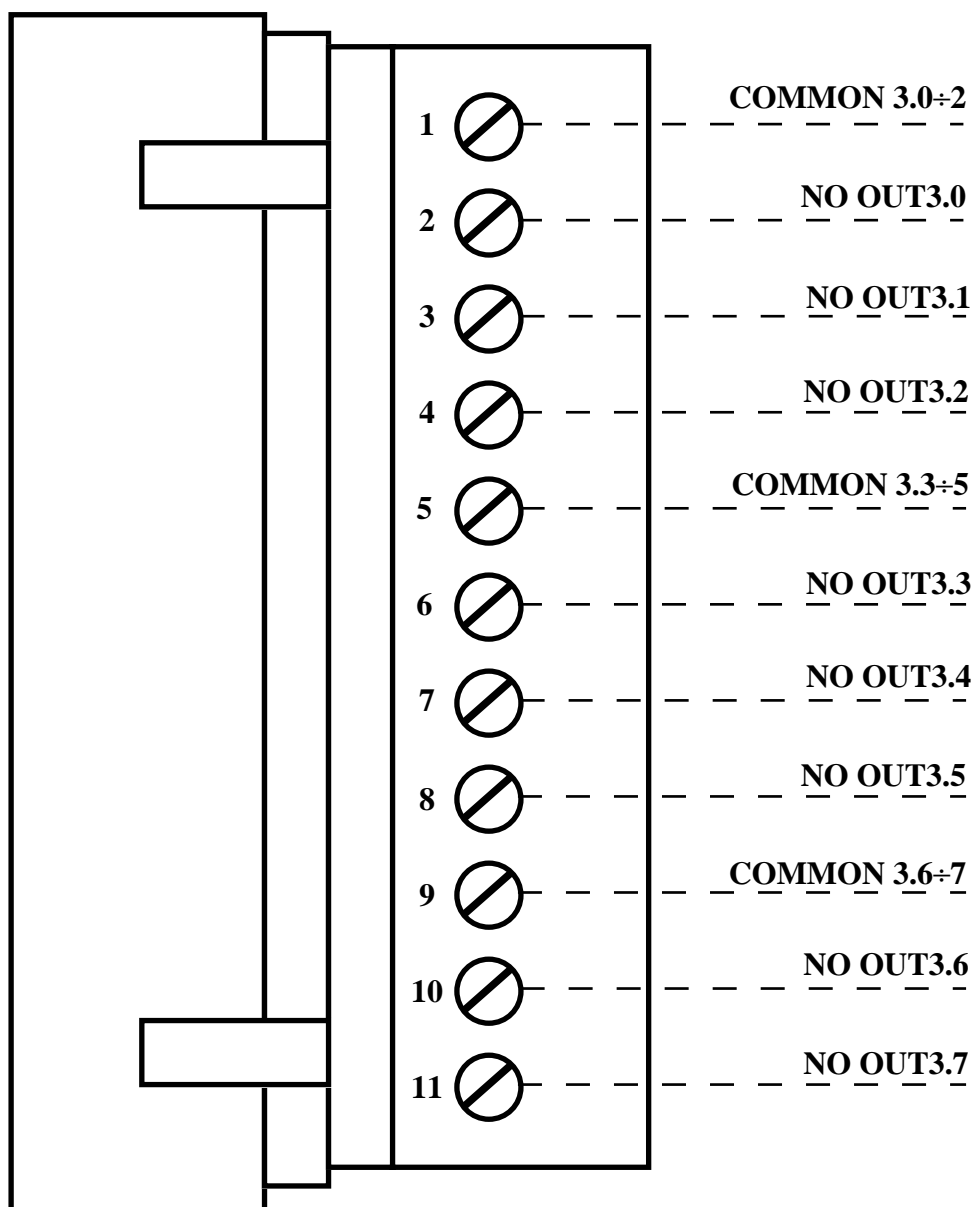 1 COMMON 3.0÷2
2 NO OUT3.0
3 NO OUT3.1
4 NO OUT3.2
5 COMMON 3.3÷5
6 NO OUT3.3
7 NO OUT3.4
8 NO OUT3.5
9 COMMON 3.6÷7
10 NO OUT3.6
11 NO OUT3.7